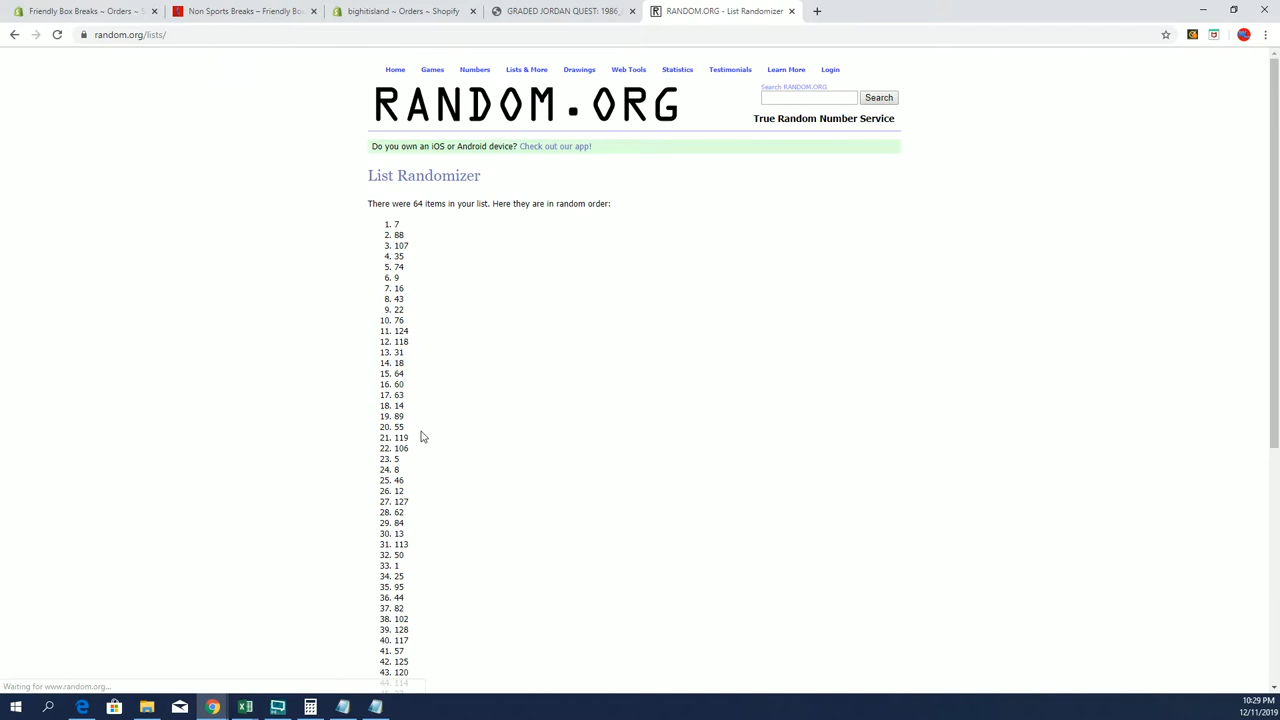 Friendly Box Breaks ~ Orders ~ S
Non Sports Breaks – Friendly Bo
bighitisland ~ Orders ~ Shopify
GRADED JORDAN QUEST: 1986_
RANDOM.ORG - List Randomizer
random.org/lists/
Home Games Numbers Lists & More Drawings Web Tools Statistics Testimonials Learn More Login
RANDOM.ORG
Search RANDOM.ORG
Search
True Random Number Service
Do you own an iOS or Android device? Check out our app!
List Randomizer
There were 64 items in your list. Here they are in random order:
1. 7
2. 88
3. 107
4. 35
5. 74
6. 9
7. 16
8. 43
9. 22
10. 76
11. 124
12. 118
13. 31
14. 18
15. 64
16. 60
17. 63
18. 14
19. 89
20. 55
21. 119
22. 106
23. 5
24. 8
25. 46
26. 12
27. 127
28. 62
29. 84
30. 13
31. 113
32. 50
33. 1
34. 25
35. 95
36. 44
37. 82
38. 102
39. 128
40. 117
41. 57
42. 125
43. 120
44. 114
Waiting for www.random.org...
10:29 PM
12/11/2019